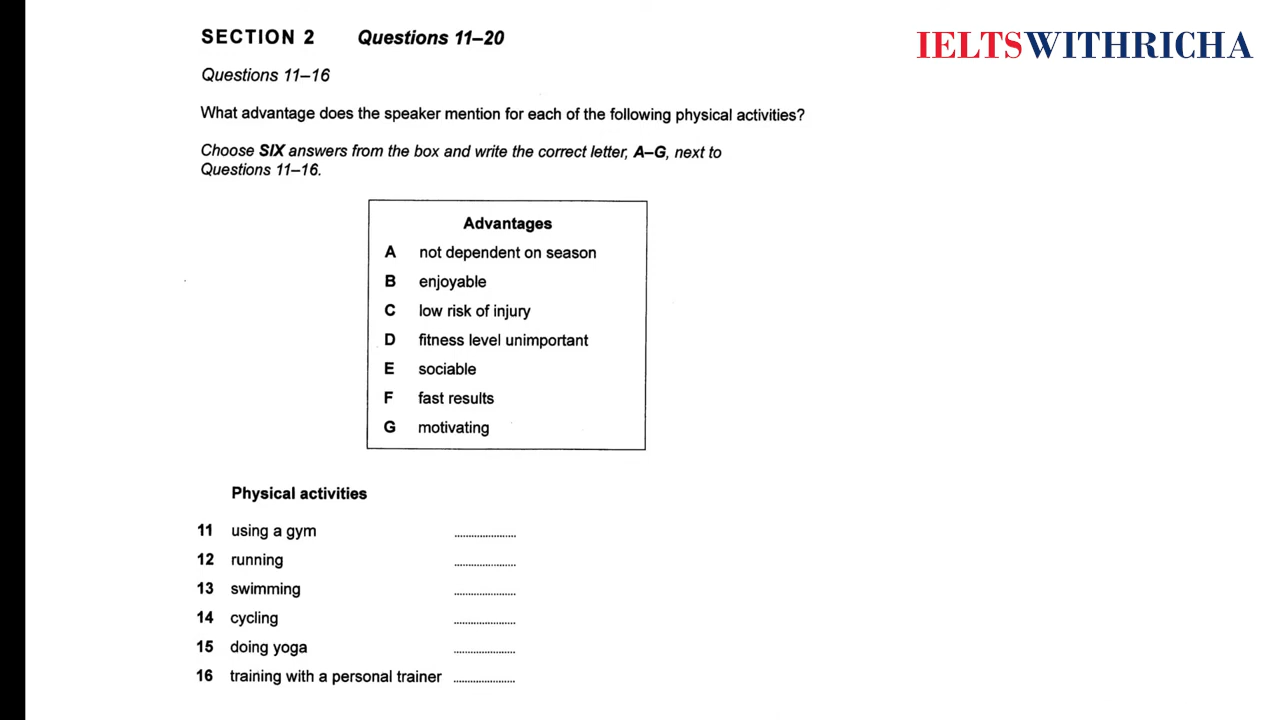 SECTION 2 Questions 11–20
IELTSWITHRICHA
Questions 11–16
What advantage does the speaker mention for each of the following physical activities?
Choose SIX answers from the box and write the correct letter, A–G, next to
Questions 11–16.
Advantages
A not dependent on season
B enjoyable
C low risk of injury
D fitness level unimportant
E sociable
F fast results
G motivating
Physical activities
11 using a gym ......................
12 running ......................
13 swimming ......................
14 cycling ......................
15 doing yoga ......................
16 training with a personal trainer ......................